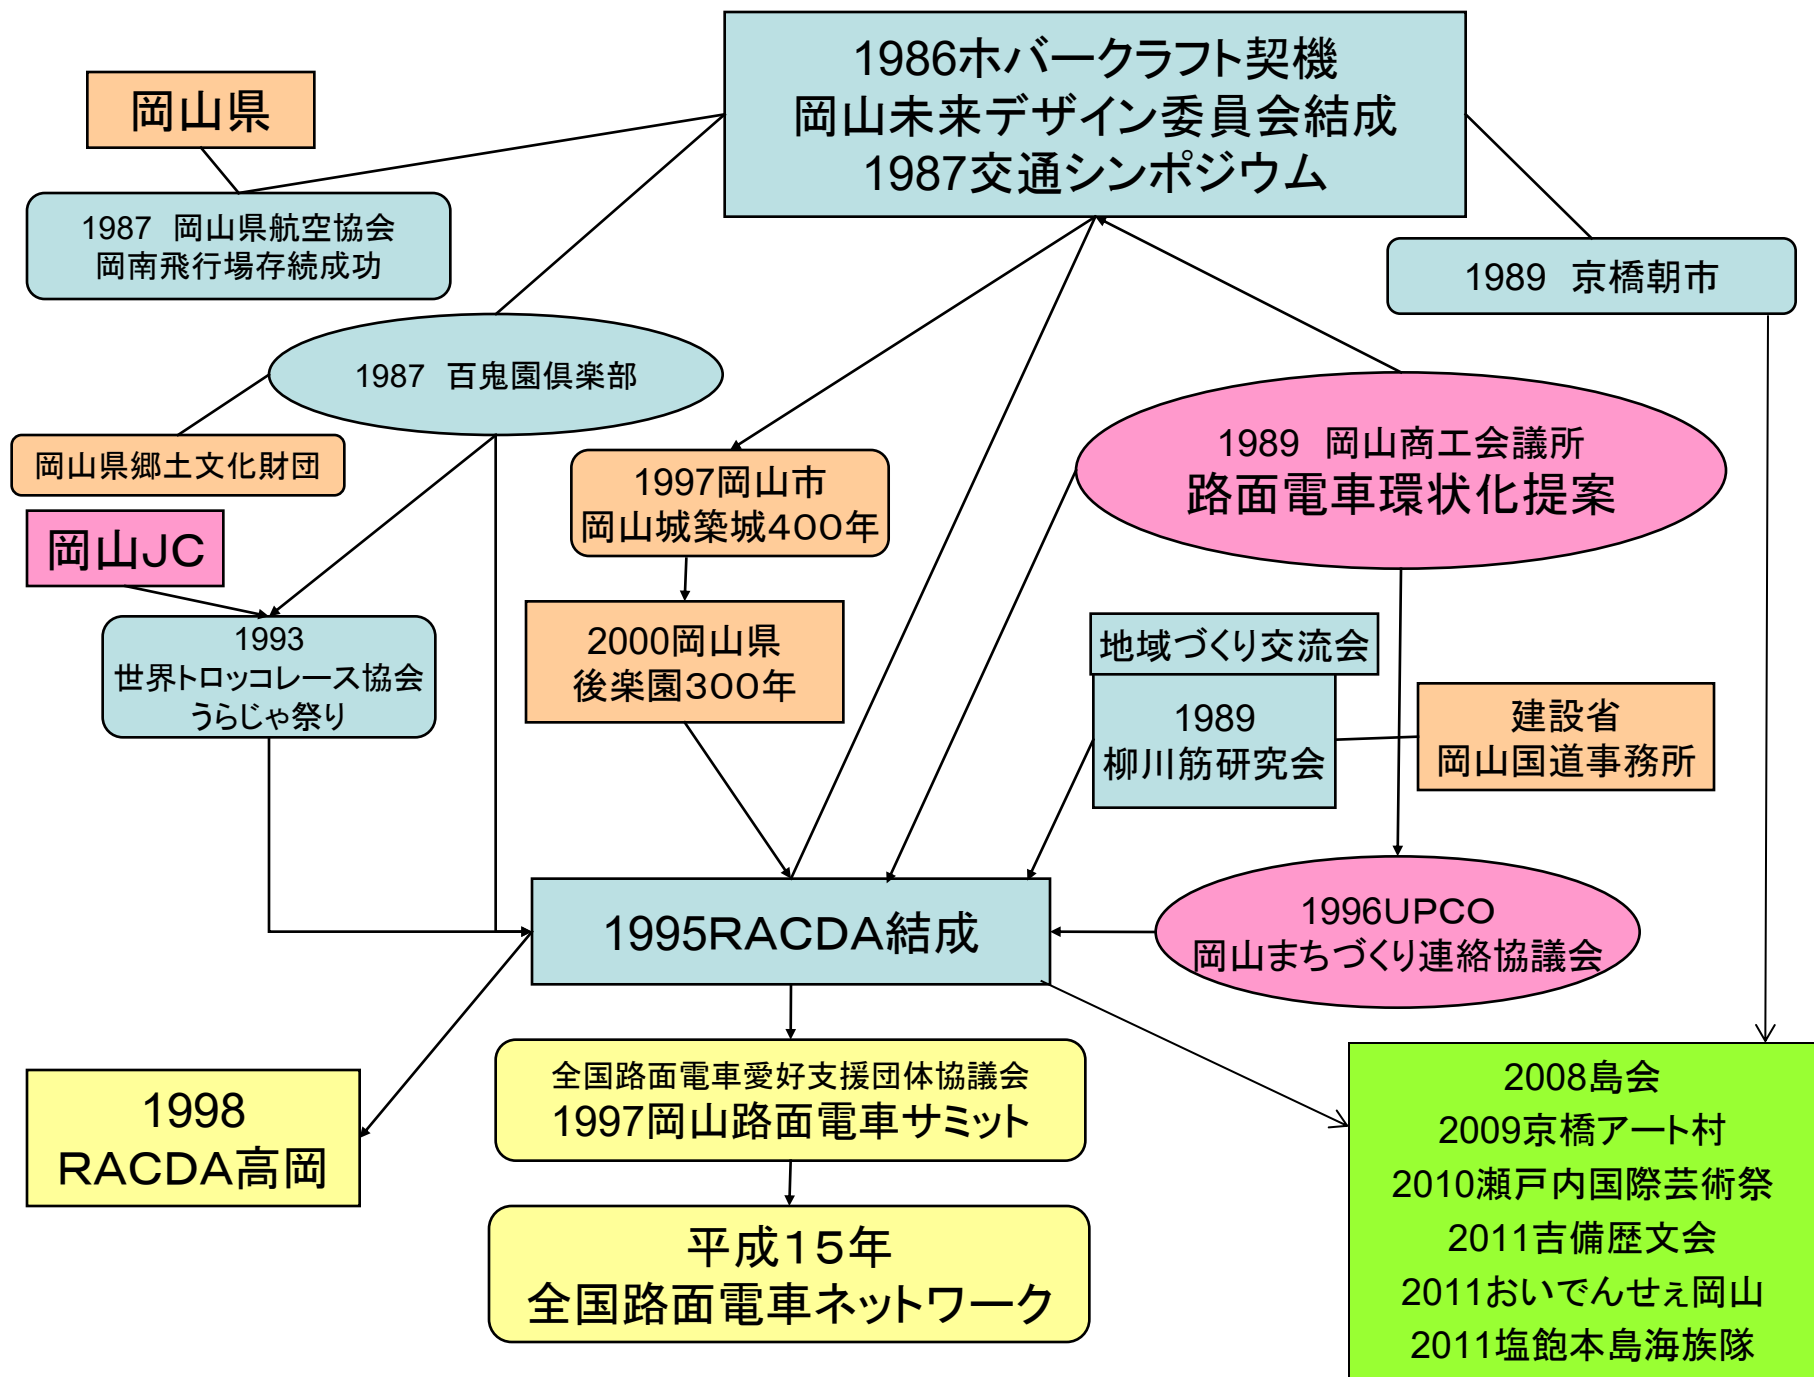 1986ホバークラフト契機
岡山未来デザイン委員会結成
1987交通シンポジウム
岡山県
1987　岡山県航空協会
岡南飛行場存続成功
1989　京橋朝市
1987　百鬼園倶楽部
岡山県郷土文化財団
1997岡山市
岡山城築城４００年
1989　岡山商工会議所
路面電車環状化提案
岡山ＪＣ
1993
世界トロッコレース協会
うらじゃ祭り
2000岡山県
後楽園３００年
地域づくり交流会
1989
柳川筋研究会
建設省
岡山国道事務所
1995ＲＡＣＤＡ結成
1996ＵＰＣＯ
岡山まちづくり連絡協議会
1998
ＲＡＣＤＡ高岡
全国路面電車愛好支援団体協議会
1997岡山路面電車サミット
平成１５年
全国路面電車ネットワーク
2008島会
2009京橋アート村
2010瀬戸内国際芸術祭
2011吉備歴文会
2011おいでんせぇ岡山
2011塩飽本島海族隊